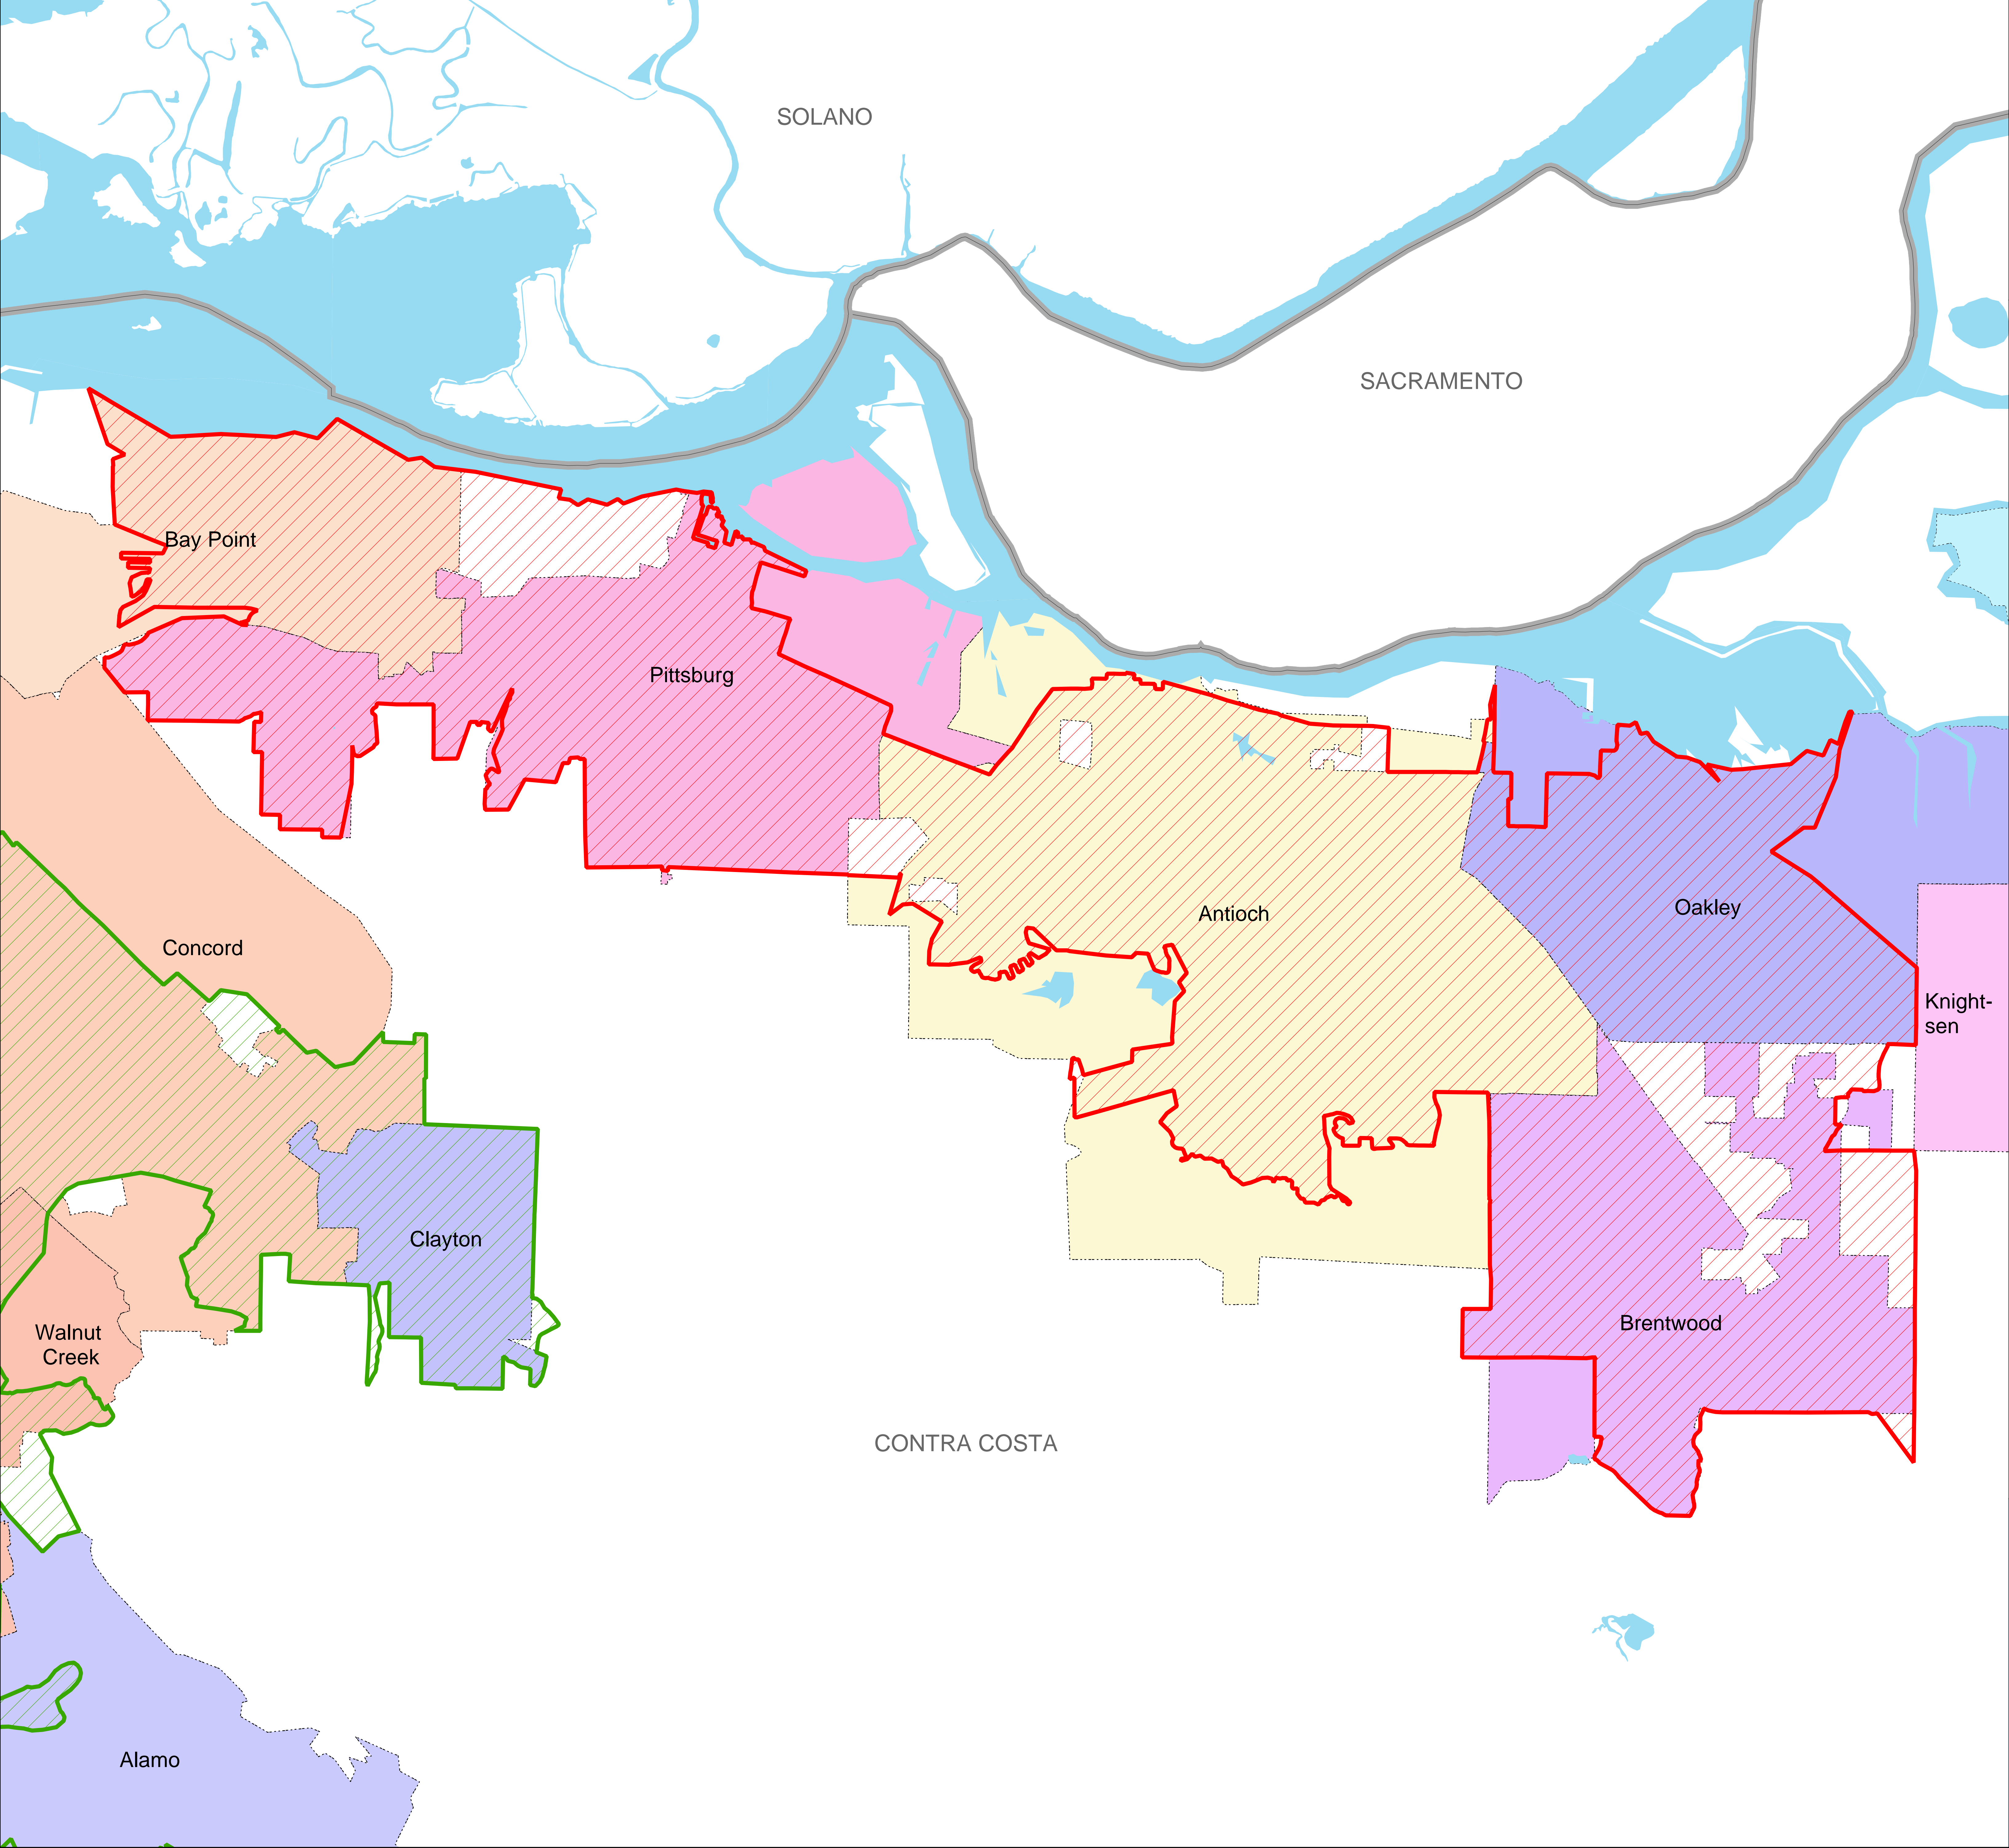 SOLANO
SACRAMENTO
Bay Point
Pittsburg
Antioch
Oakley
Concord
Knight-
sen
Clayton
Walnut
Creek
Brentwood
CONTRA COSTA
Alamo